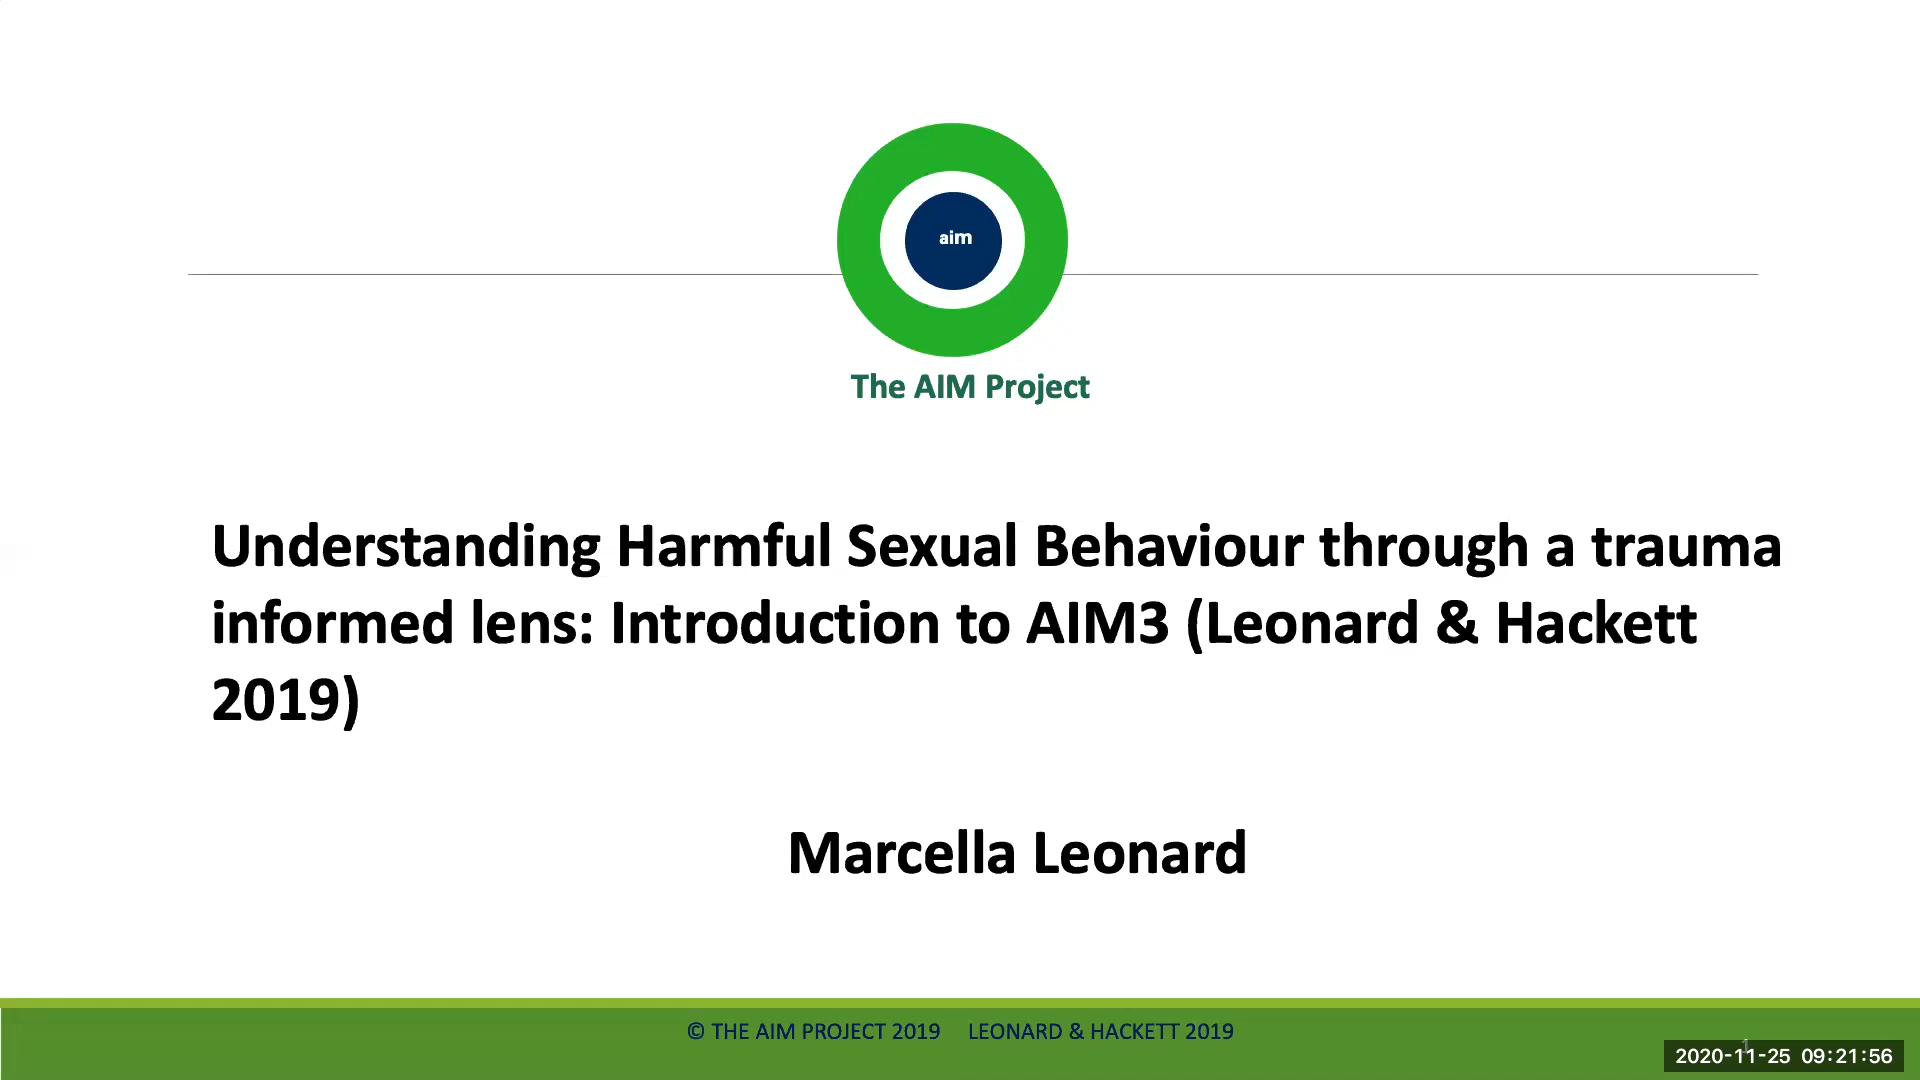 aim
The AIM Project
Understanding Harmful Sexual Behaviour through a trauma
informed lens: Introduction to AIM3 (Leonard & Hackett
2019)
Marcella Leonard
© THE AIM PROJECT 2019 LEONARD & HACKETT 2019
1
2020-11-25 09:21:56